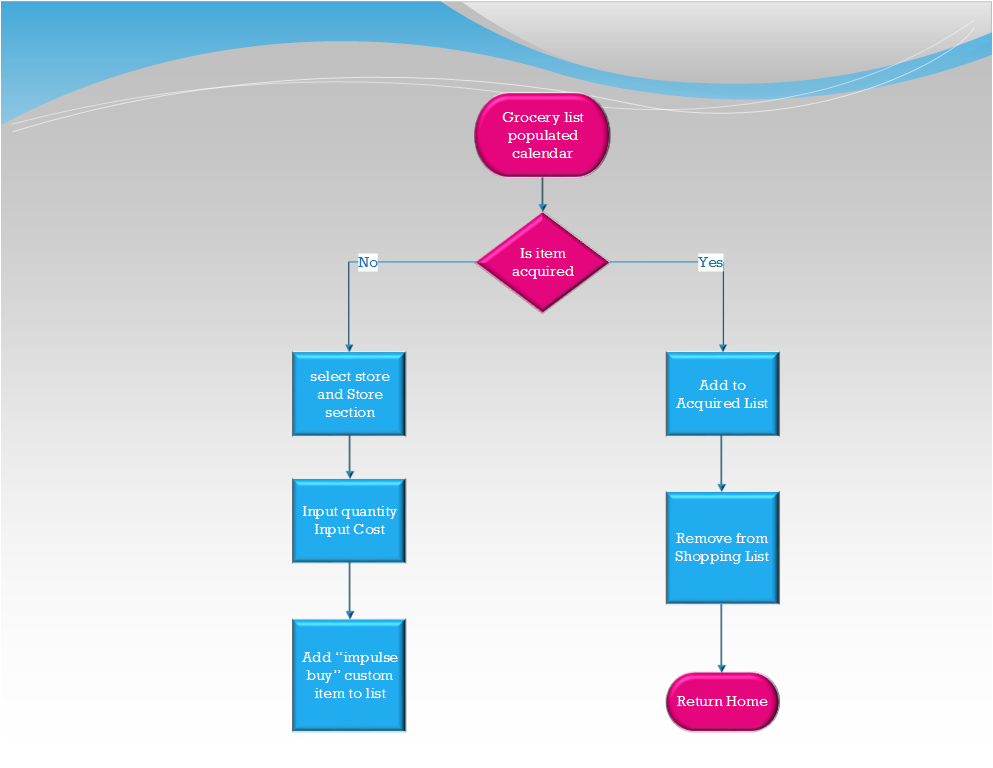 Grocery list
populated
calendar
Is item
acquired
No
Yes
select store
and Store
section
Add to
Acquired List
Input quantity
Input Cost
Remove from
Shopping List
Add “impulse
buy” custom
item to list
Return Home